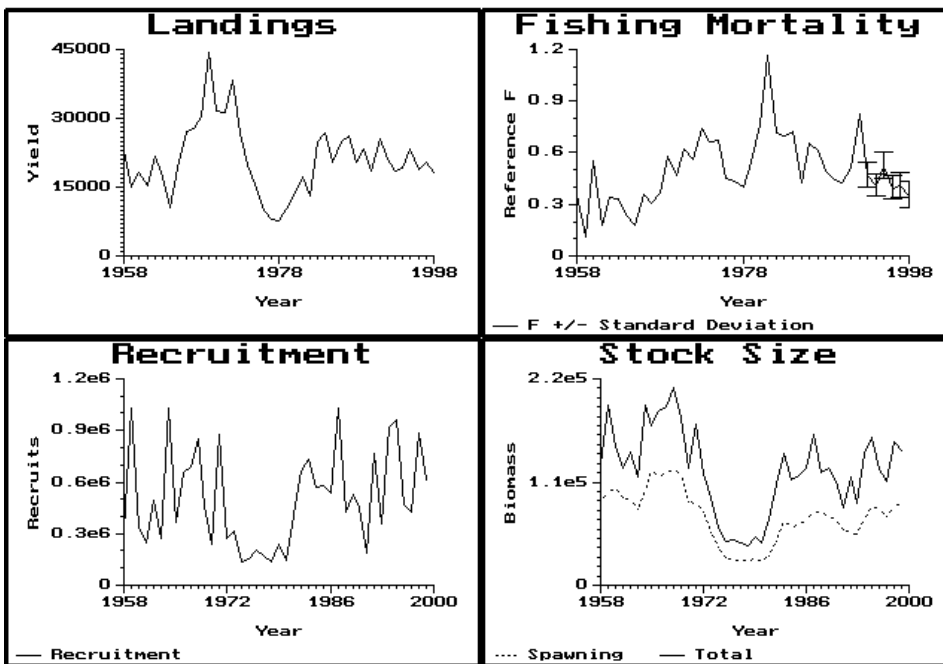 Landings
45000
30000
15000
0
Yield
1958 1978 1998
Year
Fishing Mortality
1.2
0.9
0.6
0.3
0
Reference F
1958 1978 1998
Year
F +/- Standard Deviation
Recruitment
1.2e6
0.9e6
0.6e6
0.3e6
0
Recruits
1958 1972 1986 2000
Year
Recruitment
Stock Size
2.2e5
1.1e5
0
Biomass
1958 1972 1986 2000
Year
Spawning Total